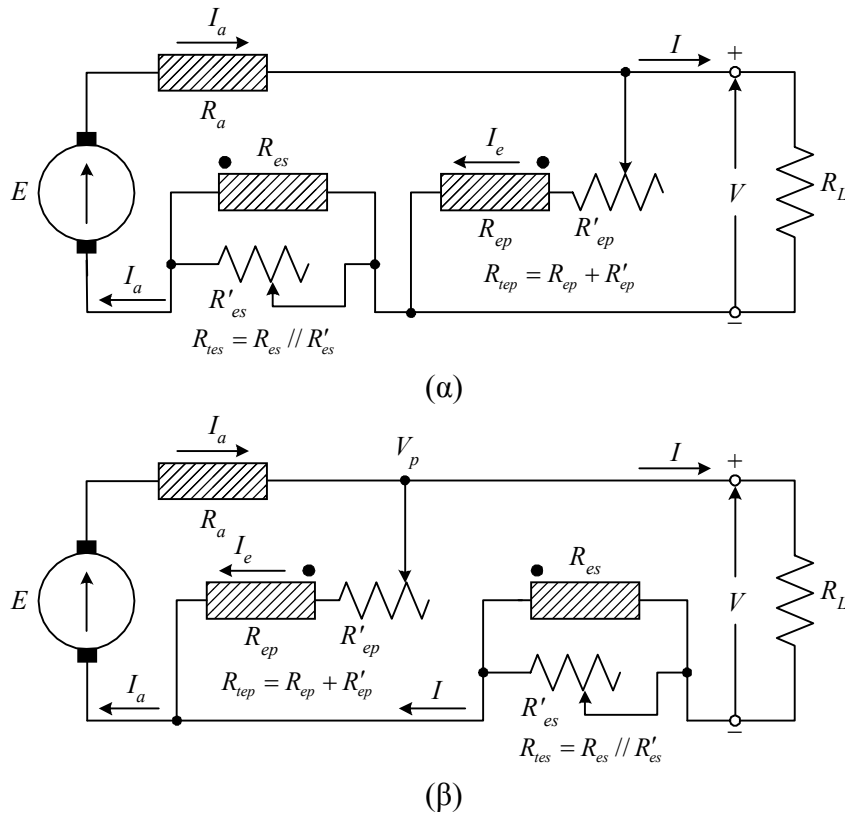 I_a
I
+
R_a
R_es
I_e
E
V
R_L
R_ep
R'_ep
I_a
R'_es
R_tep = R_ep + R'_ep
R_tes = R_es // R'_es
−
(α)
I_a
V_p
I
+
R_a
I_e
R_es
E
V
R_L
R_ep
R'_ep
I_a
R_tep = R_ep + R'_ep
I
R'_es
R_tes = R_es // R'_es
−
(β)